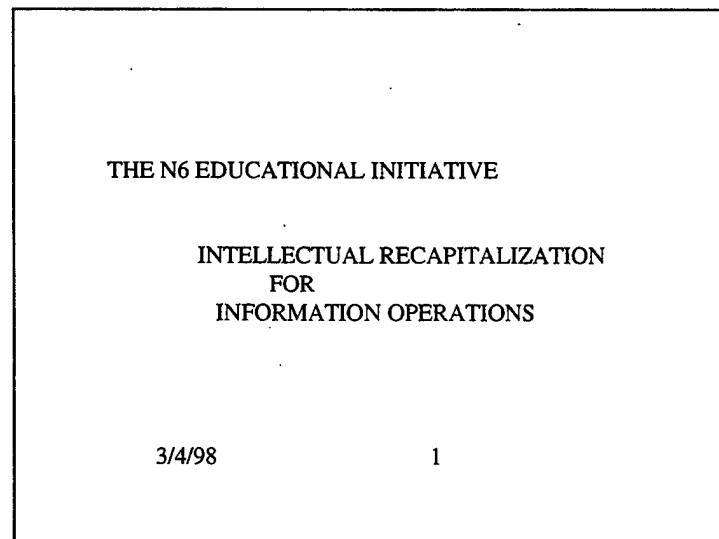 THE N6 EDUCATIONAL INITIATIVE
INTELLECTUAL RECAPITALIZATION
FOR
INFORMATION OPERATIONS
3/4/98 1